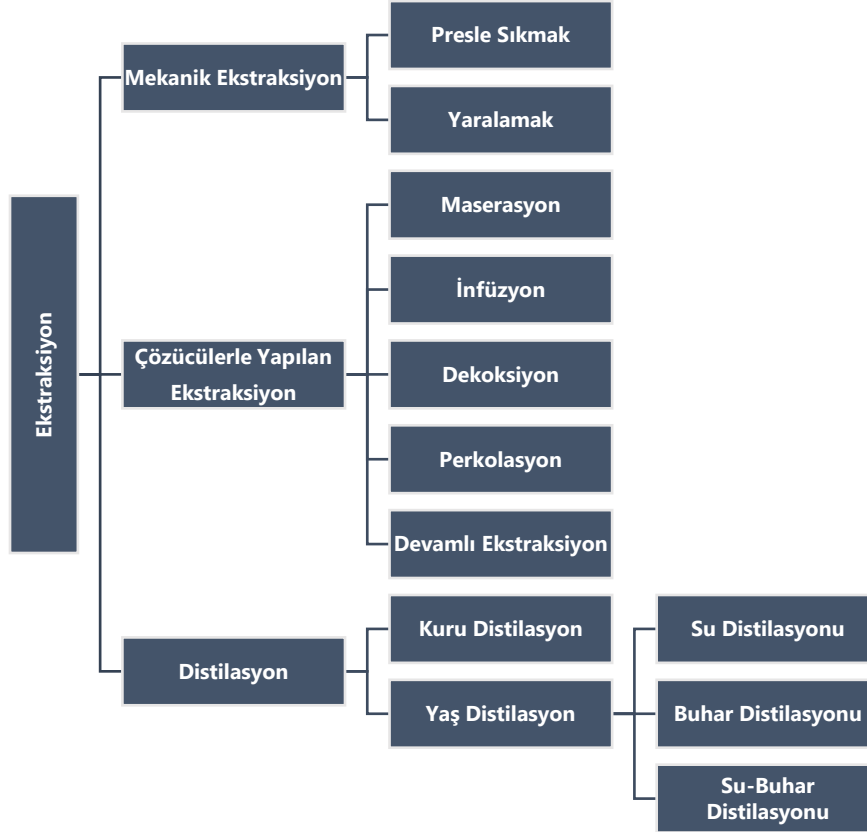 Ekstraksiyon
Mekanik Ekstraksiyon
Presle Sıkmak
Yaralamak
Çözücülerle Yapılan
Ekstraksiyon
Maserasyon
İnfüzyon
Dekoksiyon
Perkolasyon
Devamlı Ekstraksiyon
Distilasyon
Kuru Distilasyon
Yaş Distilasyon
Su Distilasyonu
Buhar Distilasyonu
Su-Buhar
Distilasyonu